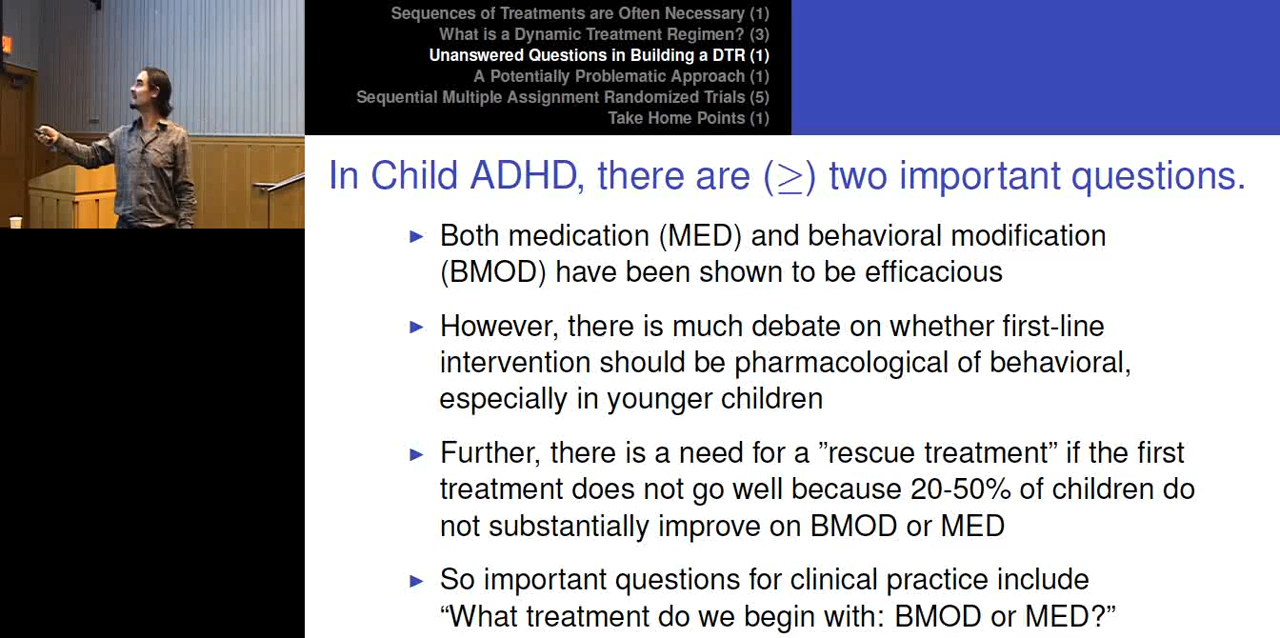 Sequences of Treatments are Often Necessary (1)
What is a Dynamic Treatment Regimen? (3)
Unanswered Questions in Building a DTR (1)
A Potentially Problematic Approach (1)
Sequential Multiple Assignment Randomized Trials (5)
Take Home Points (1)
In Child ADHD, there are (≥) two important questions.
▶ Both medication (MED) and behavioral modification
(BMOD) have been shown to be efficacious
▶ However, there is much debate on whether first-line
intervention should be pharmacological of behavioral,
especially in younger children
▶ Further, there is a need for a ”rescue treatment” if the first
treatment does not go well because 20-50% of children do
not substantially improve on BMOD or MED
▶ So important questions for clinical practice include
“What treatment do we begin with: BMOD or MED?”